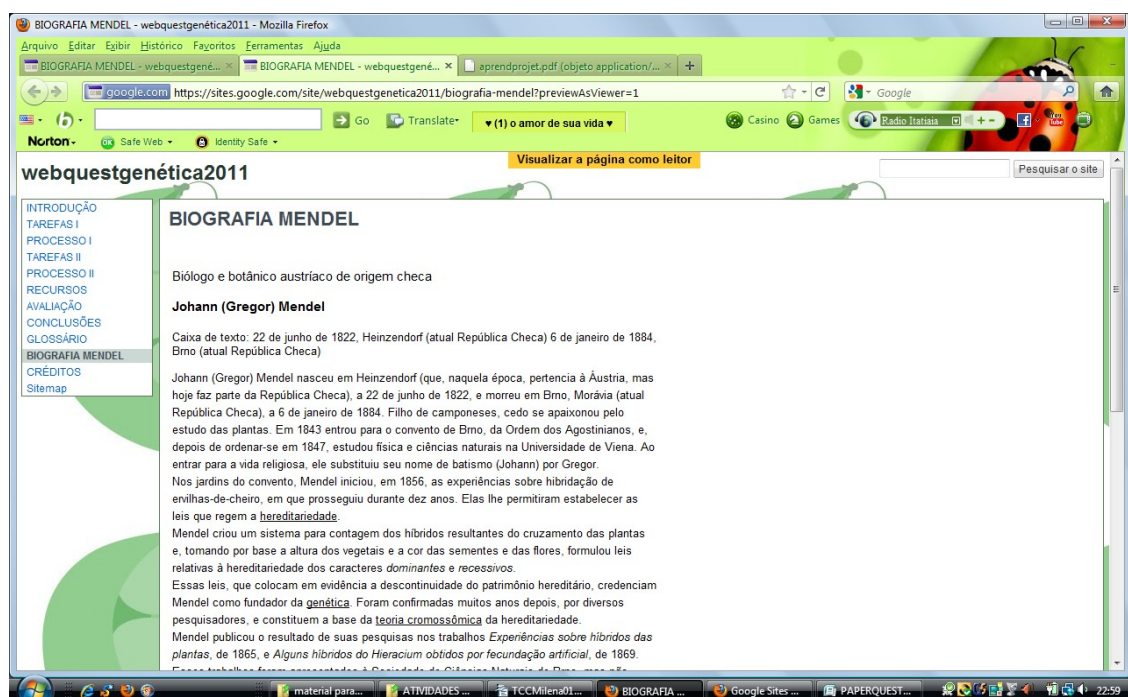 BIOGRAFIA MENDEL - webquestgenética2011 - Mozilla Firefox
Arquivo Editar Exibir Histórico Favoritos Ferramentas Ajuda
BIOGRAFIA MENDEL - webquestgené... BIOGRAFIA MENDEL - webquestgené... aprendprojet.pdf (objeto application/...
google.com https://sites.google.com/site/webquestgenetica2011/biografia-mendel?previewAsViewer=1 Google
Go Translate ♥ (1) o amor de sua vida ♥ Casino Games Radio Itatiaia
Norton Safe Web Identity Safe
Visualizar a página como leitor
webquestgenética2011
Pesquisar o site
INTRODUÇÃO
TAREFAS I
PROCESSO I
TAREFAS II
PROCESSO II
RECURSOS
AVALIAÇÃO
CONCLUSÕES
GLOSSÁRIO
BIOGRAFIA MENDEL
CRÉDITOS
Sitemap
BIOGRAFIA MENDEL
Biólogo e botânico austríaco de origem checa
Johann (Gregor) Mendel
Caixa de texto: 22 de junho de 1822, Heinzendorf (atual República Checa) 6 de janeiro de 1884,
Brno (atual República Checa)
Johann (Gregor) Mendel nasceu em Heinzendorf (que, naquela época, pertencia à Áustria, mas
hoje faz parte da República Checa), a 22 de junho de 1822, e morreu em Brno, Morávia (atual
República Checa), a 6 de janeiro de 1884. Filho de camponeses, cedo se apaixonou pelo
estudo das plantas. Em 1843 entrou para o convento de Brno, da Ordem dos Agostinianos, e,
depois de ordenar-se em 1847, estudou física e ciências naturais na Universidade de Viena. Ao
entrar para a vida religiosa, ele substituiu seu nome de batismo (Johann) por Gregor.
Nos jardins do convento, Mendel iniciou, em 1856, as experiências sobre hibridação de
ervilhas-de-cheiro, em que prosseguiu durante dez anos. Elas lhe permitiram estabelecer as
leis que regem a hereditariedade.
Mendel criou um sistema para contagem dos híbridos resultantes do cruzamento das plantas
e, tomando por base a altura dos vegetais e a cor das sementes e das flores, formulou leis
relativas à hereditariedade dos caracteres dominantes e recessivos.
Essas leis, que colocam em evidência a descontinuidade do patrimônio hereditário, credenciam
Mendel como fundador da genética. Foram confirmadas muitos anos depois, por diversos
pesquisadores, e constituem a base da teoria cromossômica da hereditariedade.
Mendel publicou o resultado de suas pesquisas nos trabalhos Experiências sobre híbridos das
plantas, de 1865, e Alguns híbridos do Hieracium obtidos por fecundação artificial, de 1869.
material para... ATIVIDADES ... TCCMilena01... BIOGRAFIA ... Google Sites ... PAPERQUEST... 22:59